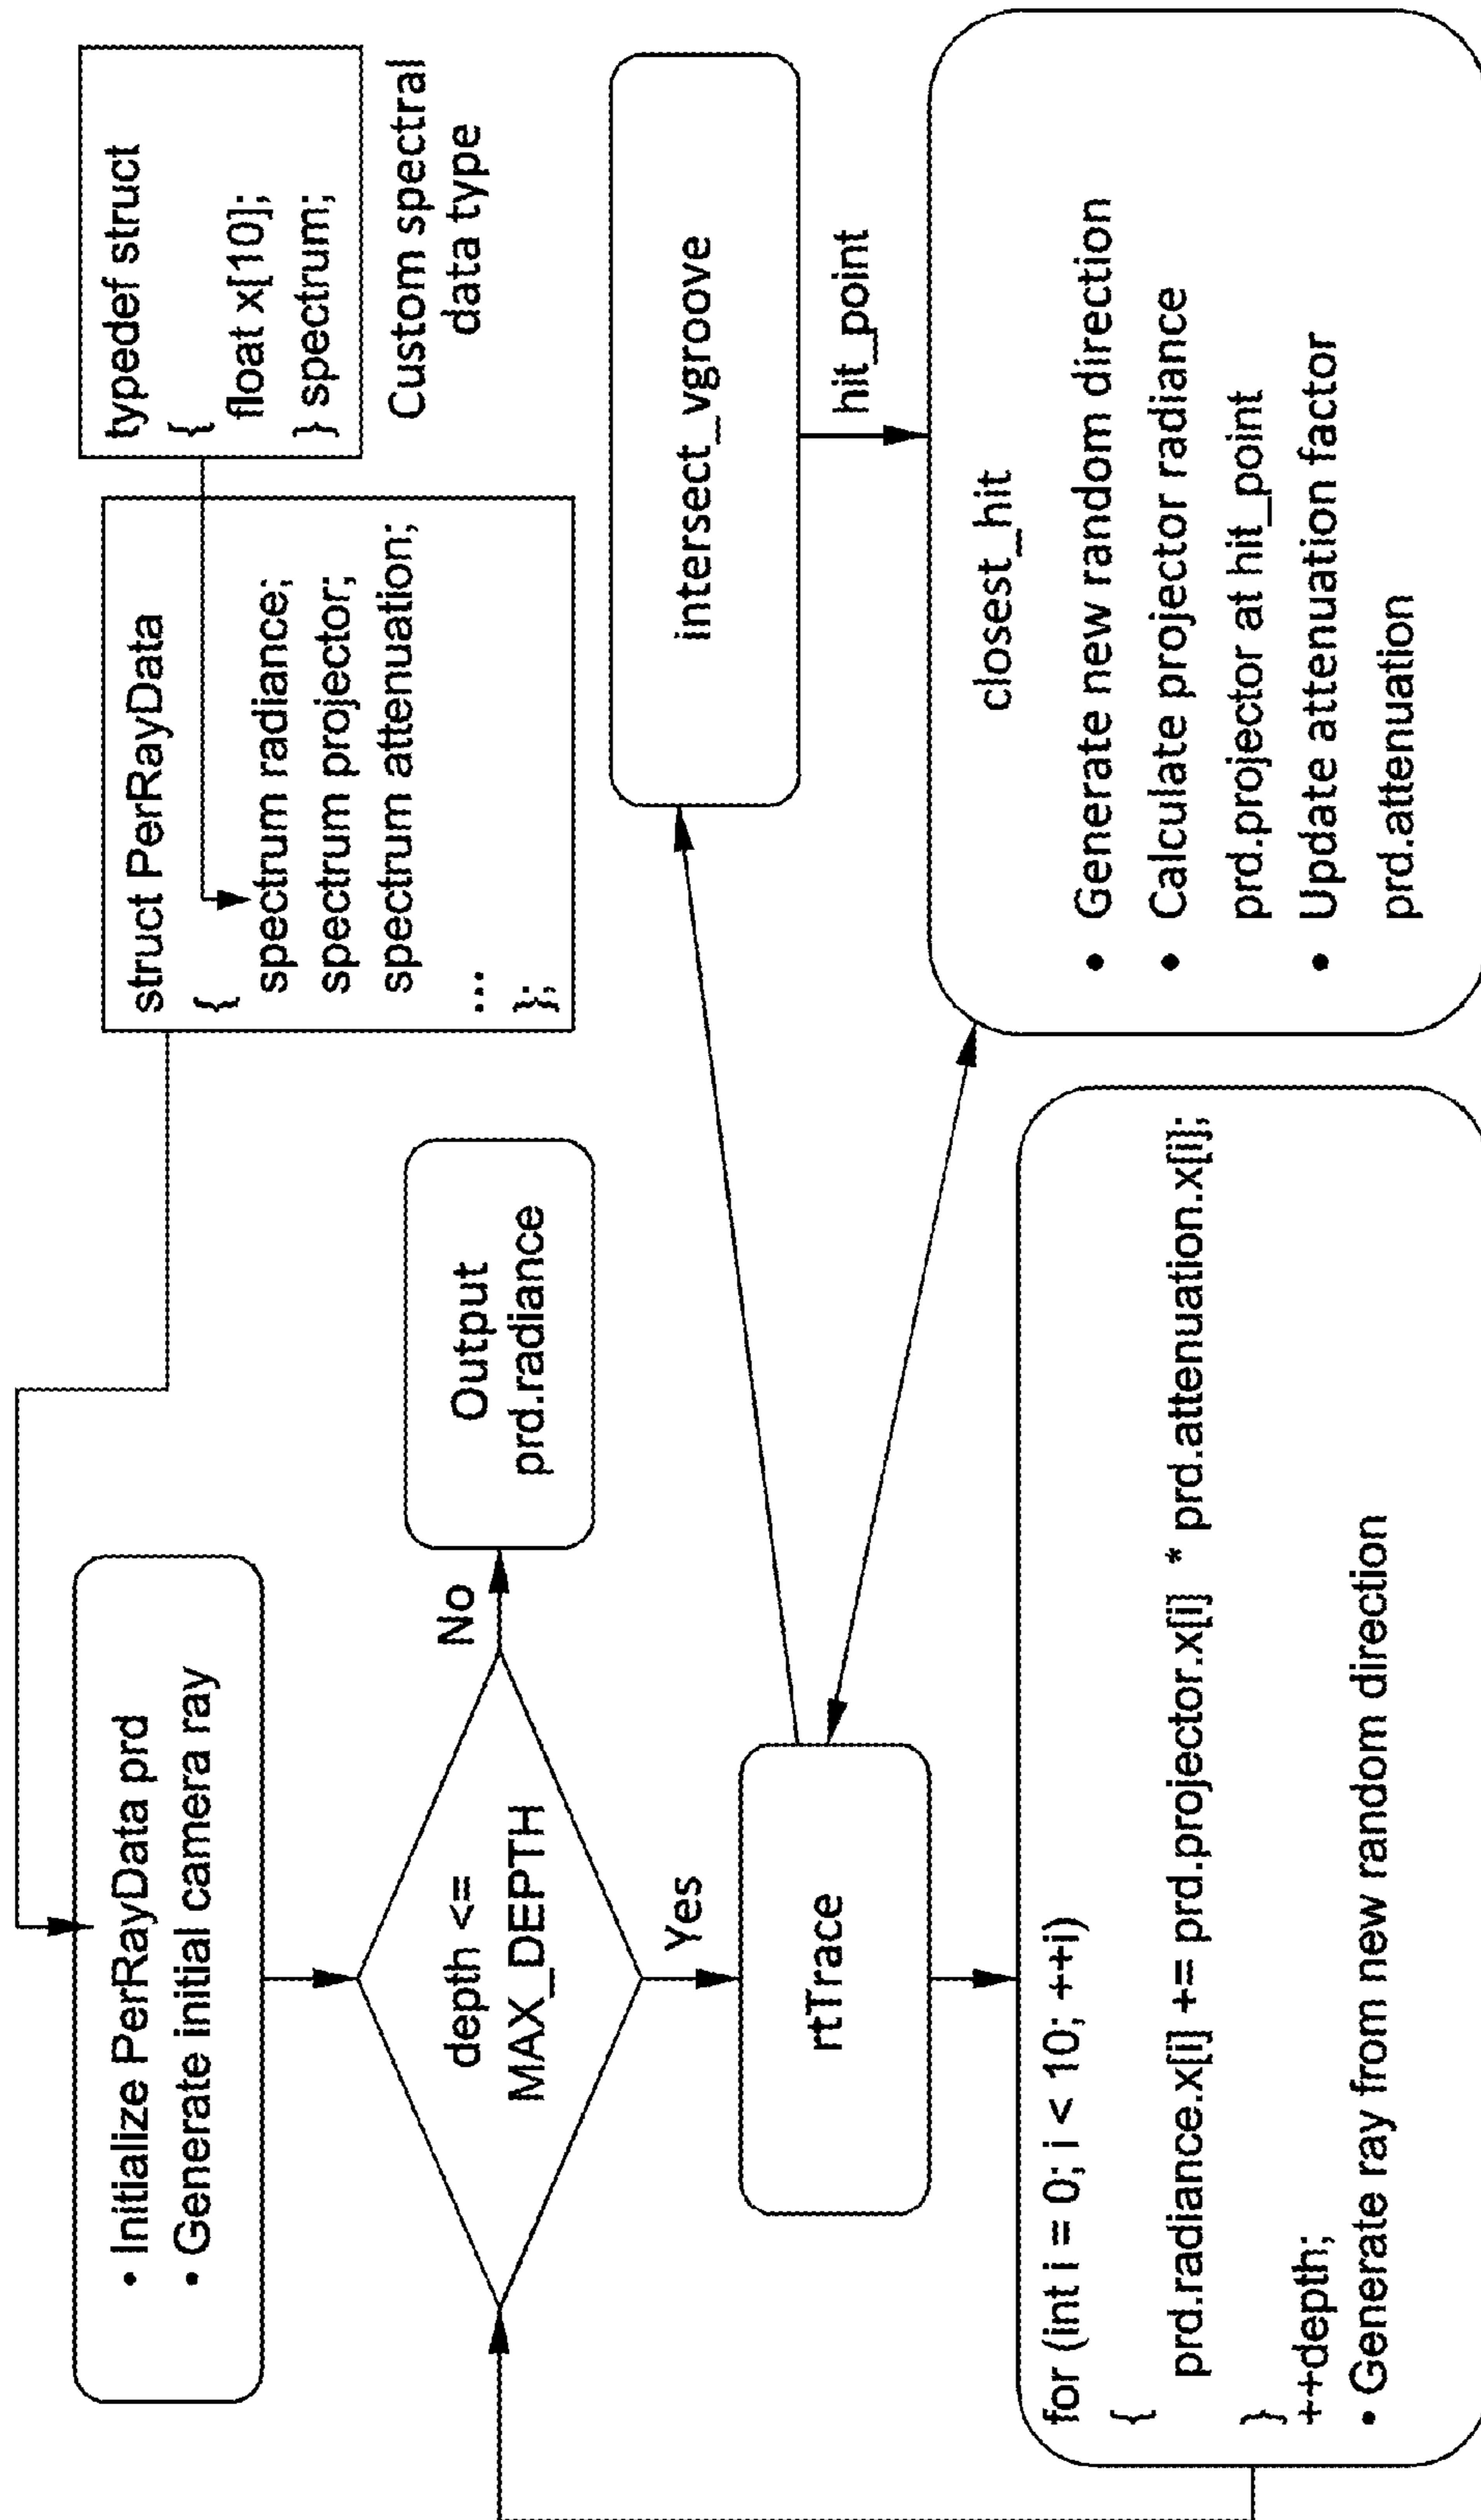 • Initialize PerRayData prd
• Generate initial camera ray
struct PerRayData
{
spectrum radiance;
spectrum projector;
spectrum attenuation;
...
};
typedef struct
{
float x[10];
} spectrum;
Custom spectral
data type
depth <=
MAX_DEPTH
No
Output
prd.radiance
Yes
rtTrace
intersect_vgroove
hit_point
for (int i = 0; i < 10; ++i)
{
prd.radiance.x[i] += prd.projector.x[i] * prd.attenuation.x[i];
}
++depth;
• Generate ray from new random direction
closest_hit
• Generate new random direction
• Calculate projector radiance
prd.projector at hit_point
• Update attenuation factor
prd.attenuation